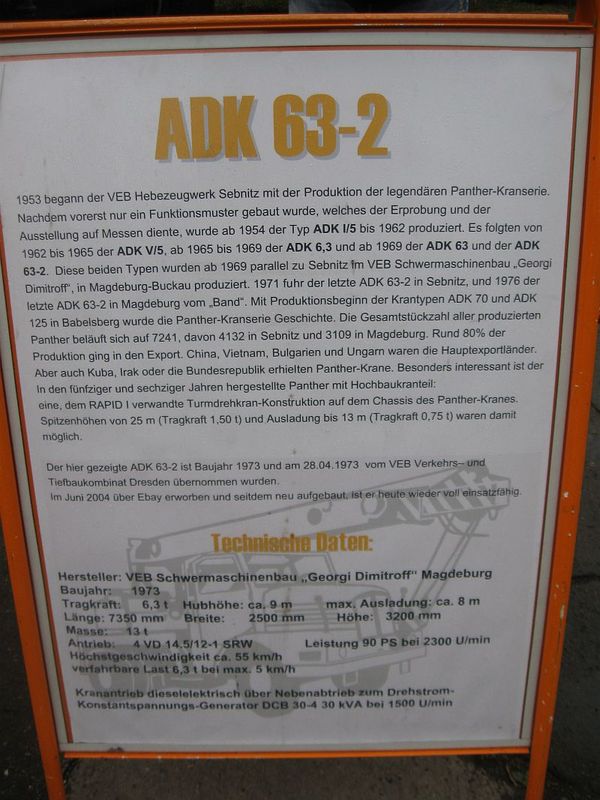 ADK 63-2
1953 begann der VEB Hebezeugwerk Sebnitz mit der Produktion der legendären Panther-Kranserie.
Nachdem vorerst nur ein Funktionsmuster gebaut wurde, welches der Erprobung und der
Ausstellung auf Messen diente, wurde ab 1954 der Typ ADK I/5 bis 1962 produziert. Es folgten von
1962 bis 1965 der ADK V/5, ab 1965 bis 1969 der ADK 6,3 und ab 1969 der ADK 63 und der ADK
63-2. Diese beiden Typen wurden ab 1969 parallel zu Sebnitz im VEB Schwermaschinenbau „Georgi
Dimitroff“, in Magdeburg-Buckau produziert. 1971 fuhr der letzte ADK 63-2 in Sebnitz, und 1976 der
letzte ADK 63-2 in Magdeburg vom „Band“. Mit Produktionsbeginn der Krantypen ADK 70 und ADK
125 in Babelsberg wurde die Panther-Kranserie Geschichte. Die Gesamtstückzahl aller produzierten
Panther beläuft sich auf 7241, davon 4132 in Sebnitz und 3109 in Magdeburg. Rund 80% der
Produktion ging in den Export. China, Vietnam, Bulgarien und Ungarn waren die Hauptexportländer.
Aber auch Kuba, Irak oder die Bundesrepublik erhielten Panther-Krane. Besonders interessant ist der
In den fünfziger und sechziger Jahren hergestellte Panther mit Hochbaukranteil:
eine, dem RAPID I verwandte Turmdrehkran-Konstruktion auf dem Chassis des Panther-Kranes.
Spitzenhöhen von 25 m (Tragkraft 1,50 t) und Ausladung bis 13 m (Tragkraft 0,75 t) waren damit
möglich.
Der hier gezeigte ADK 63-2 ist Baujahr 1973 und am 28.04.1973 vom VEB Verkehrs-- und
Tiefbaukombinat Dresden übernommen wurden.
Im Juni 2004 über Ebay erworben und seitdem neu aufgebaut, ist er heute wieder voll einsatzfähig.
Technische Daten:
Hersteller: VEB Schwermaschinenbau „Georgi Dimitroff“ Magdeburg
Baujahr: 1973
Tragkraft: 6,3 t Hubhöhe: ca. 9 m max. Ausladung: ca. 8 m
Länge: 7350 mm Breite: 2500 mm Höhe: 3200 mm
Masse: 13 t
Antrieb: 4 VD 14,5/12-1 SRW Leistung 90 PS bei 2300 U/min
Höchstgeschwindigkeit ca. 55 km/h
verfahrbare Last 6,3 t bei max. 5 km/h
Kranantrieb dieselelektrisch über Nebenabtrieb zum Drehstrom-
Konstantspannungs-Generator DCB 30-4 30 kVA bei 1500 U/min